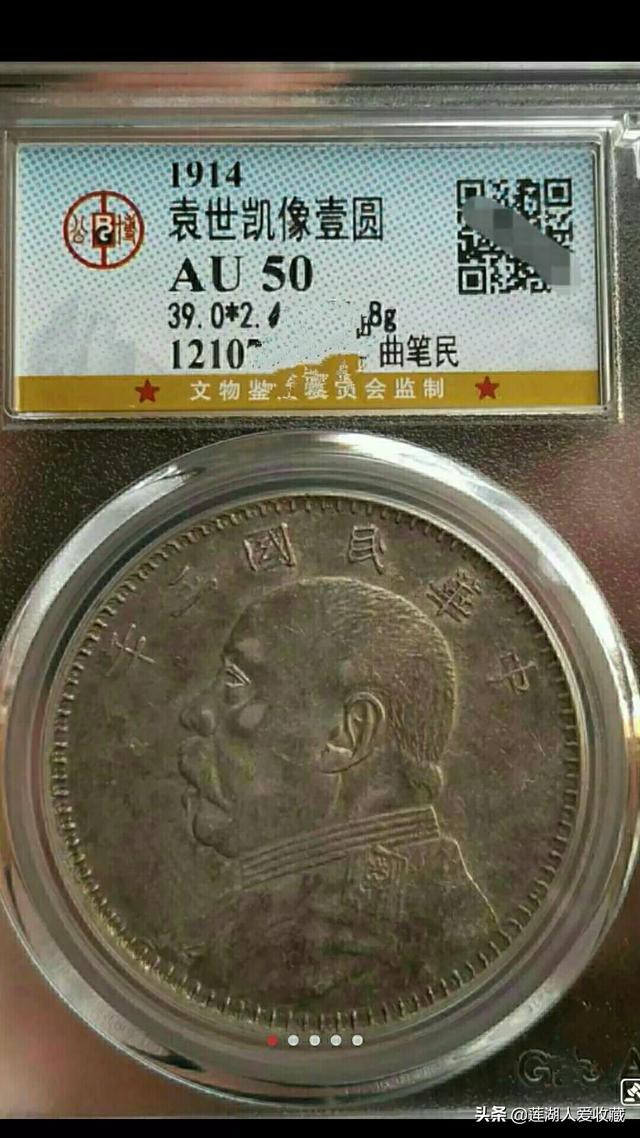 1914
公博
袁世凯像壹圆
AU 50
39.0*2.
8g
1210
曲笔民
文物鉴 委员会监制
中華民國三年
头条 @莲湖人爱收藏